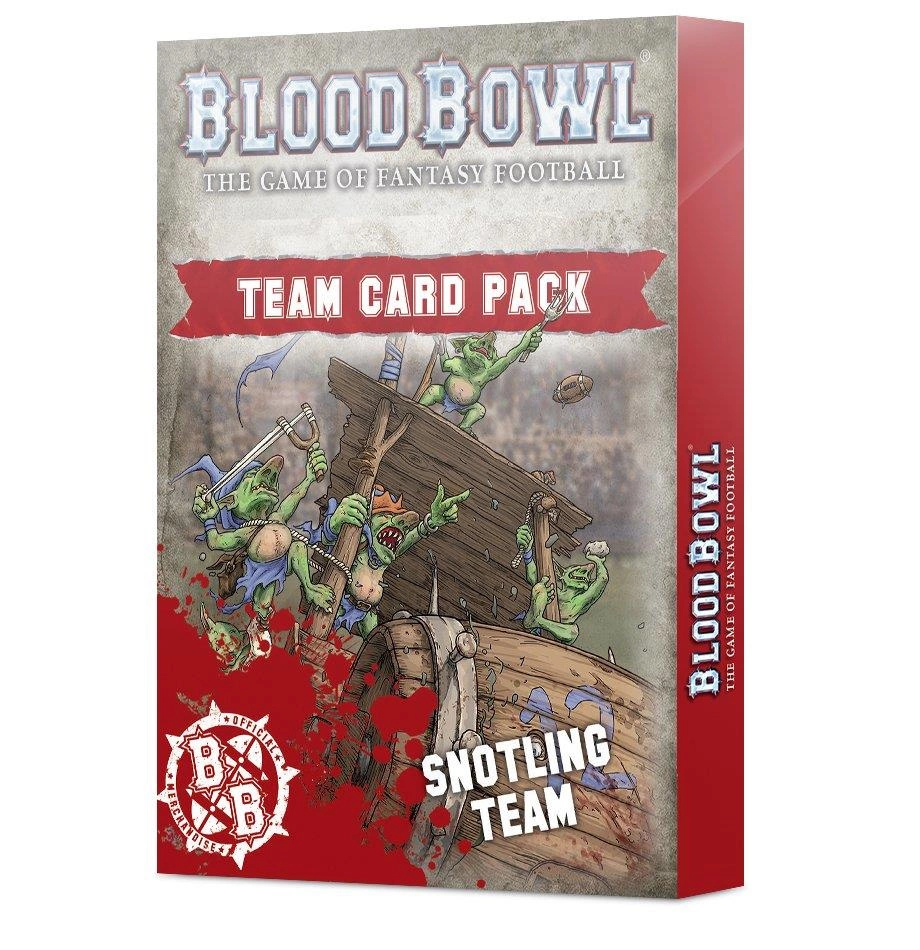 BLOOD BOWL®
THE GAME OF FANTASY FOOTBALL
TEAM CARD PACK
12
SNOTLING
TEAM
OFFICIAL
B B
MERCHANDISE
BLOOD BOWL®
THE GAME OF FANTASY FOOTBALL